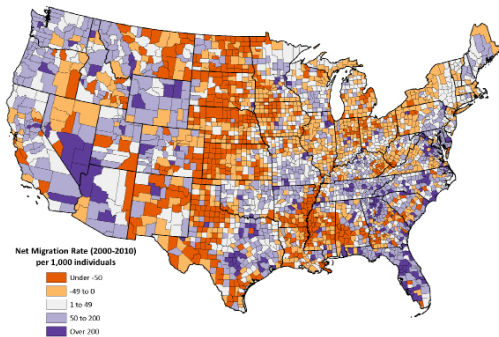 Net Migration Rate (2000-2010)
per 1,000 individuals
Under -50
-49 to 0
1 to 49
50 to 200
Over 200